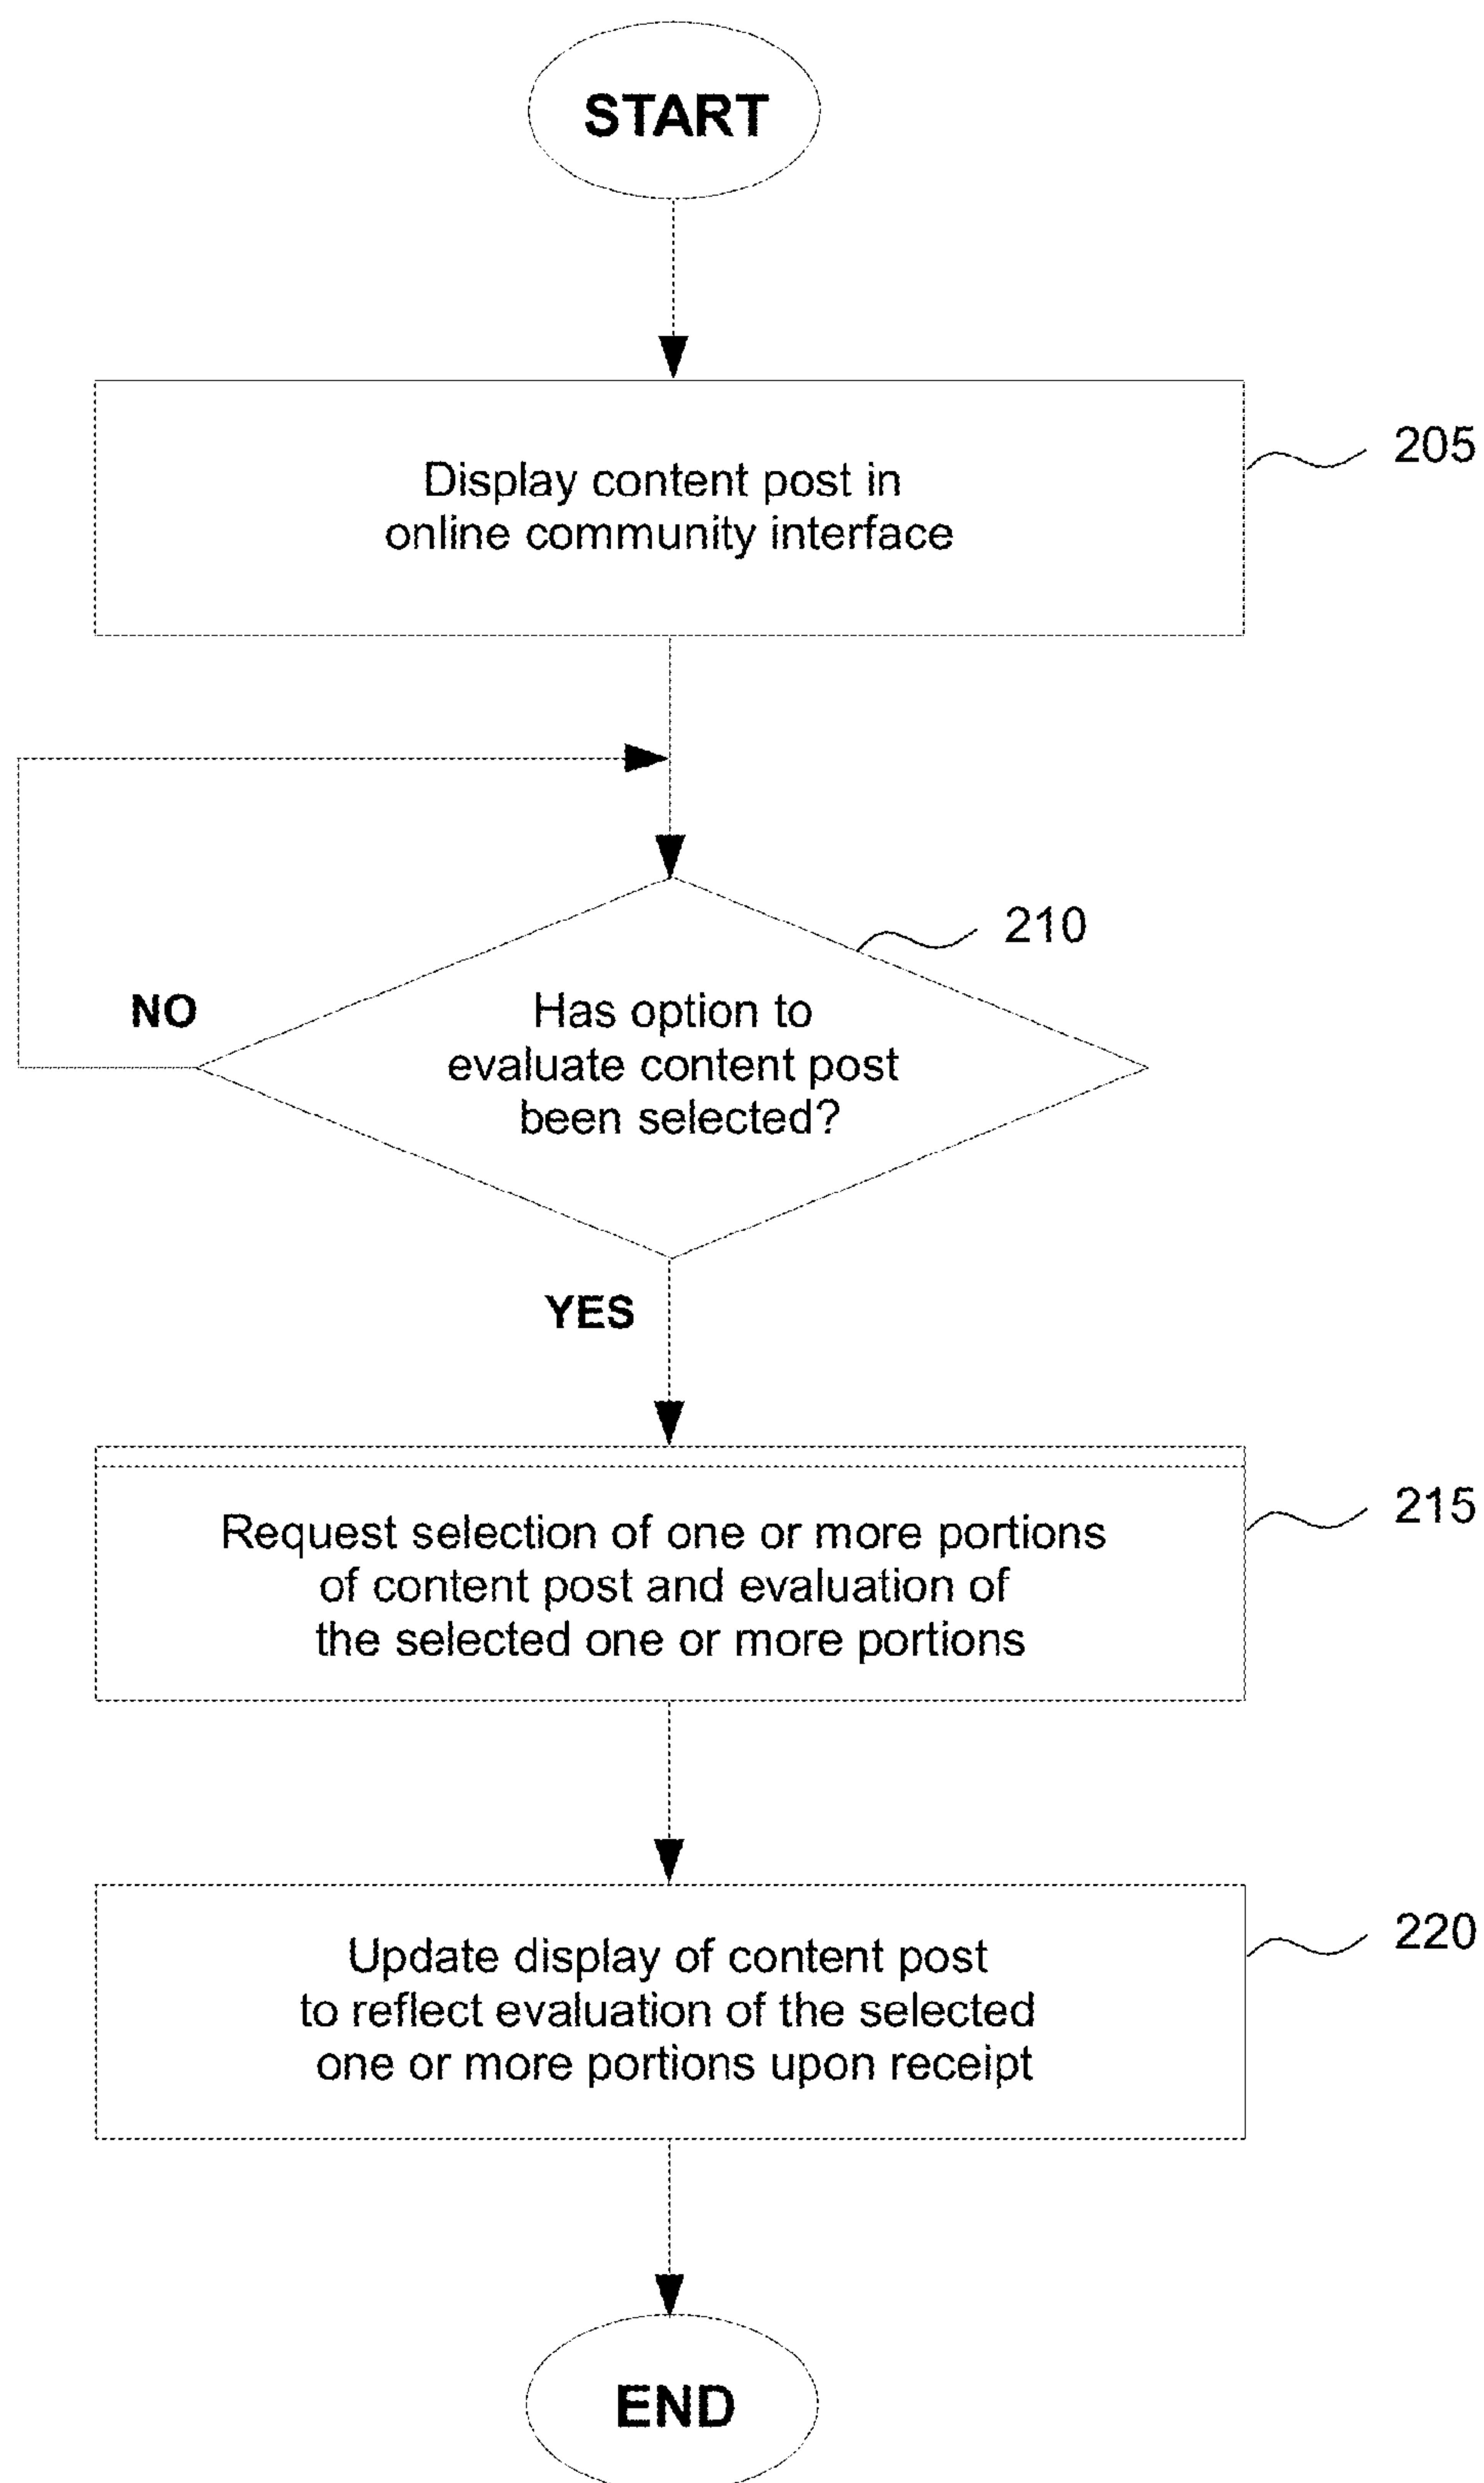 START
Display content post in
online community interface
205
210
Has option to
evaluate content post
been selected?
NO
YES
Request selection of one or more portions
of content post and evaluation of
the selected one or more portions
215
Update display of content post
to reflect evaluation of the selected
one or more portions upon receipt
220
END